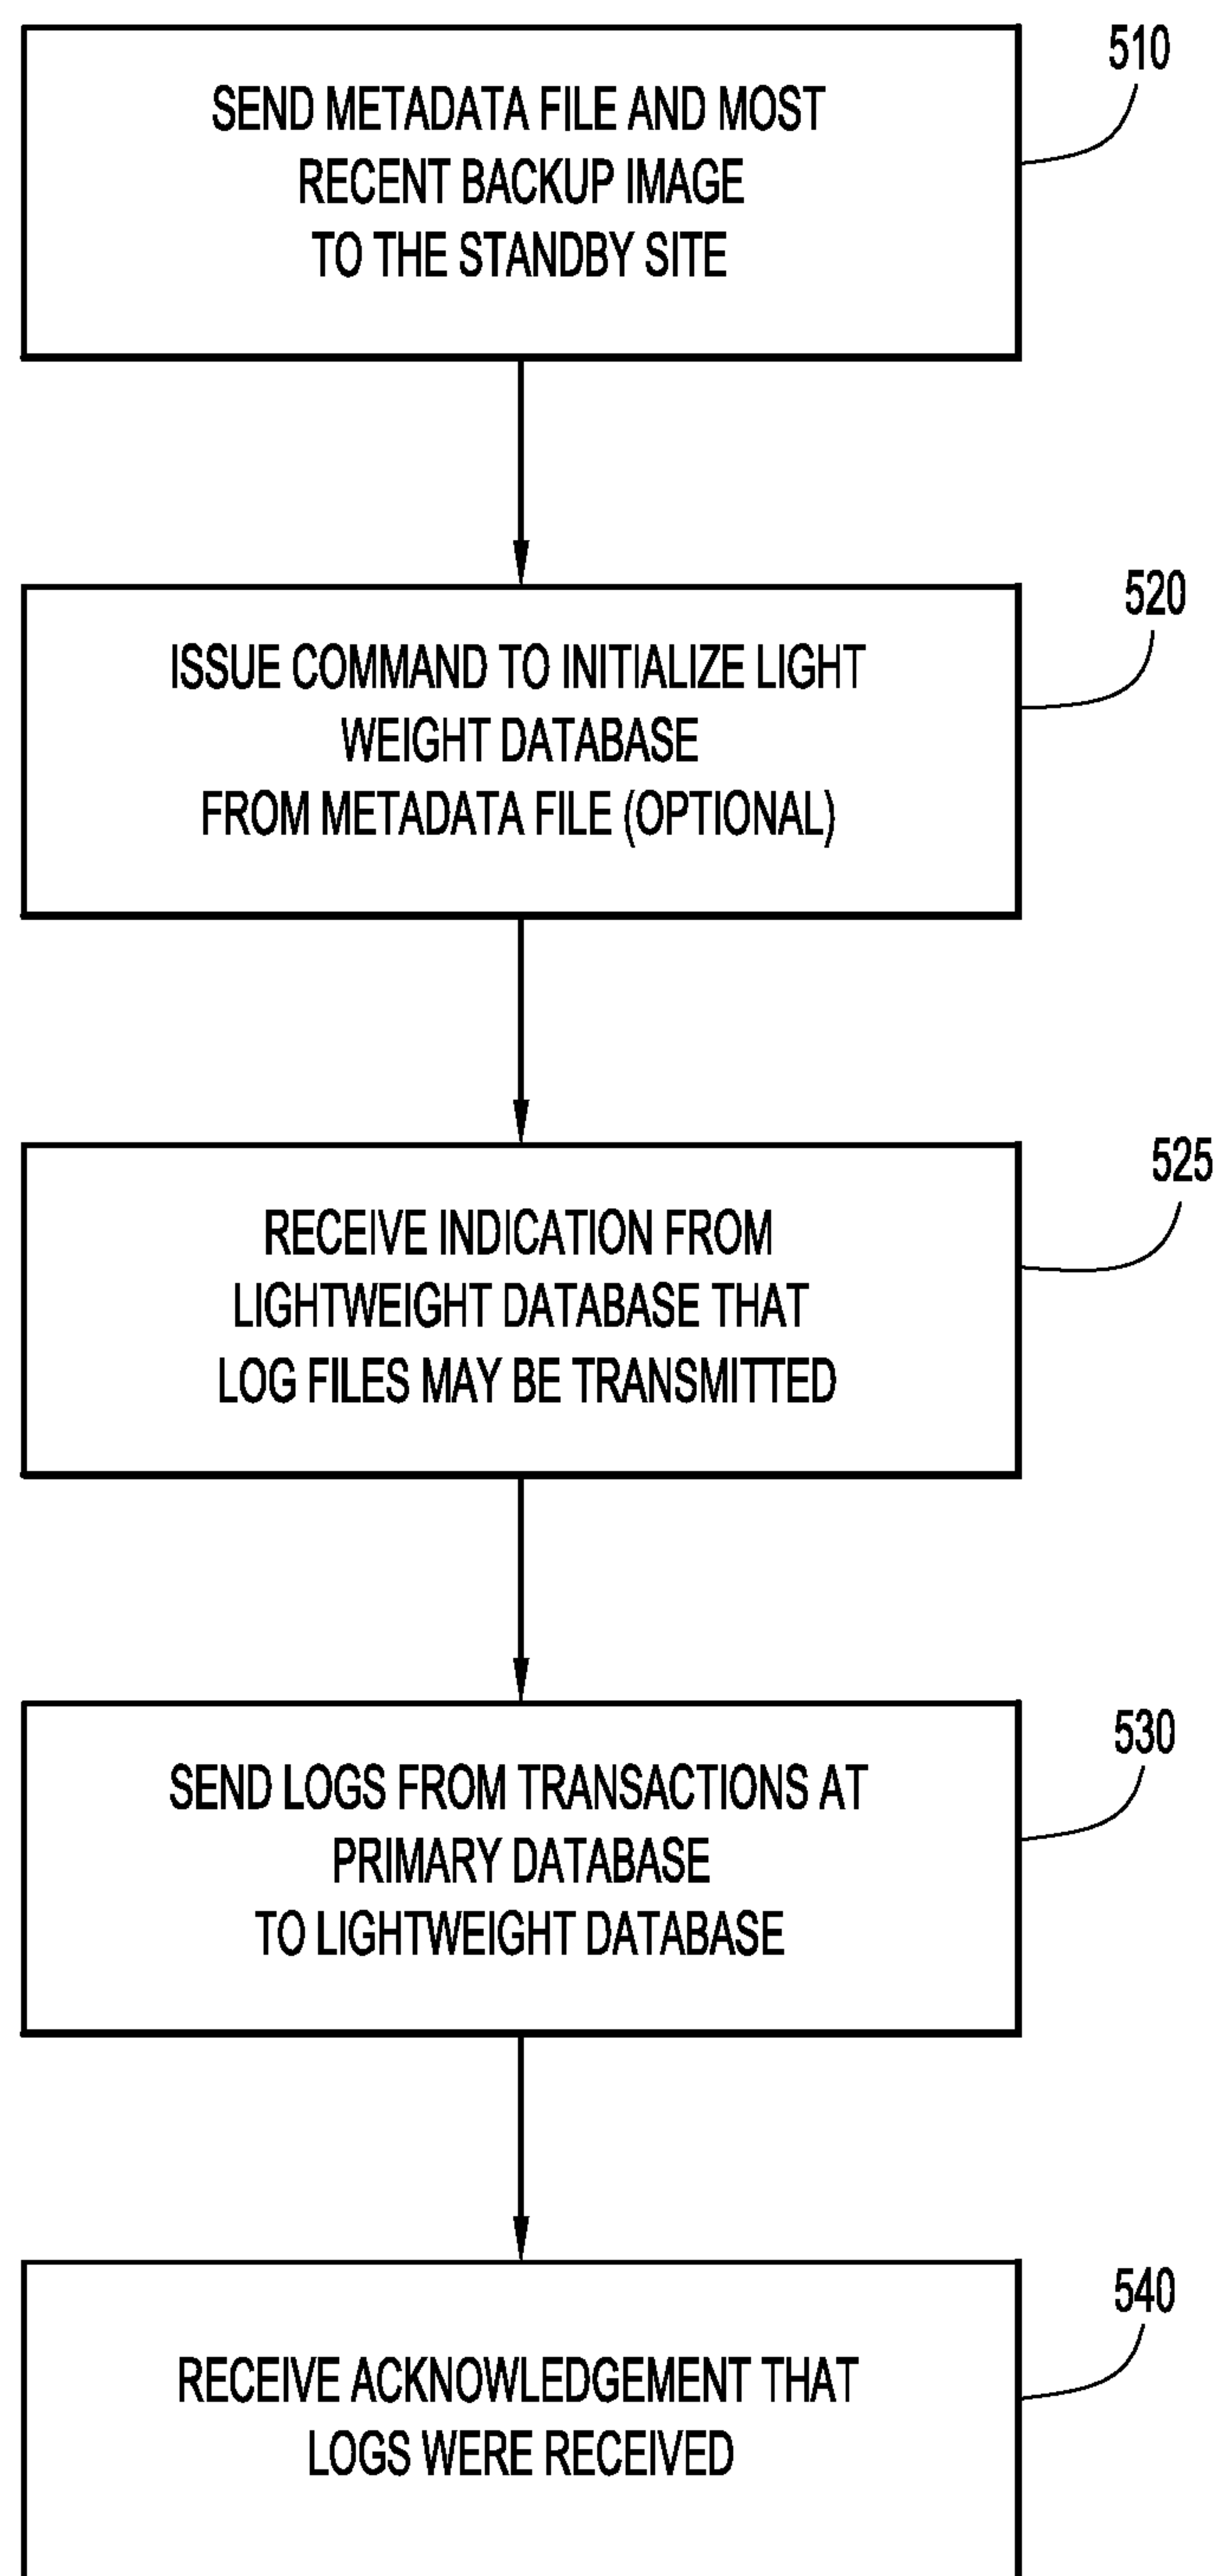 SEND METADATA FILE AND MOST
RECENT BACKUP IMAGE
TO THE STANDBY SITE
510
ISSUE COMMAND TO INITIALIZE LIGHT
WEIGHT DATABASE
FROM METADATA FILE (OPTIONAL)
520
RECEIVE INDICATION FROM
LIGHTWEIGHT DATABASE THAT
LOG FILES MAY BE TRANSMITTED
525
SEND LOGS FROM TRANSACTIONS AT
PRIMARY DATABASE
TO LIGHTWEIGHT DATABASE
530
RECEIVE ACKNOWLEDGEMENT THAT
LOGS WERE RECEIVED
540